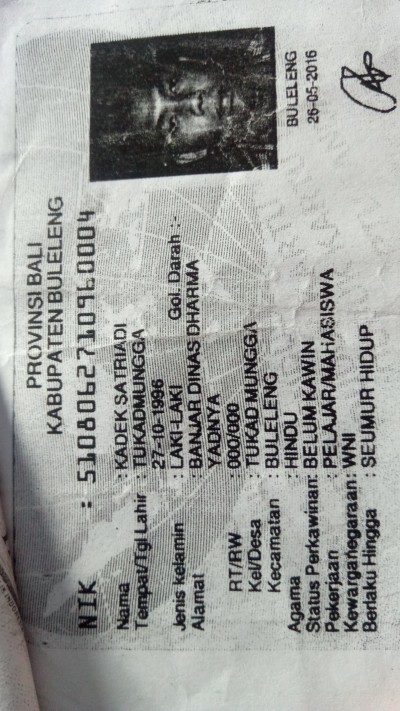 PROVINSI BALI
KABUPATEN BULELENG
NIK : 5108062710960004
Nama : KADEK SATRIADI
Tempat/Tgl Lahir : TUKADMUNGGA
27-10-1996
Jenis Kelamin : LAKI-LAKI Gol. Darah :-
Alamat : BANJAR DINAS DHARMA
YADNYA
RT/RW : 000/000
Kel/Desa : TUKAD MUNGGA
Kecamatan : BULELENG
Agama : HINDU
Status Perkawinan: BELUM KAWIN
Pekerjaan : PELAJAR/MAHASISWA
Kewarganegaraan: WNI
Berlaku Hingga : SEUMUR HIDUP
BULELENG
26-05-2016